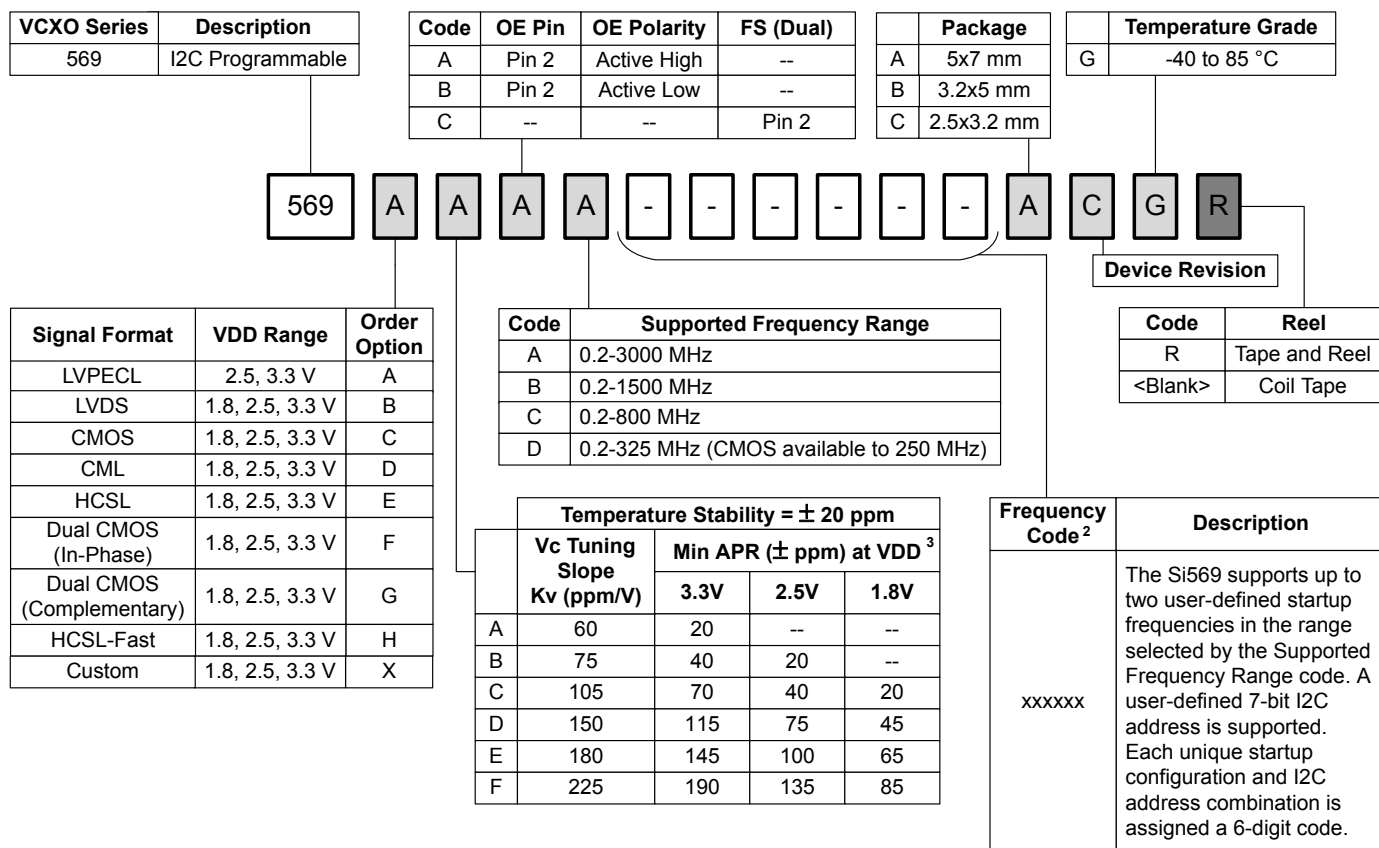 VCXO Series Description
569 I2C Programmable
Code OE Pin OE Polarity FS (Dual)
A Pin 2 Active High --
B Pin 2 Active Low --
C -- -- Pin 2
Package
A 5x7 mm
B 3.2x5 mm
C 2.5x3.2 mm
Temperature Grade
G -40 to 85 °C
569 A A A A - - - - - - A C G R
Device Revision
Signal Format VDD Range Order Option
LVPECL 2.5, 3.3 V A
LVDS 1.8, 2.5, 3.3 V B
CMOS 1.8, 2.5, 3.3 V C
CML 1.8, 2.5, 3.3 V D
HCSL 1.8, 2.5, 3.3 V E
Dual CMOS (In-Phase) 1.8, 2.5, 3.3 V F
Dual CMOS (Complementary) 1.8, 2.5, 3.3 V G
HCSL-Fast 1.8, 2.5, 3.3 V H
Custom 1.8, 2.5, 3.3 V X
Code Supported Frequency Range
A 0.2-3000 MHz
B 0.2-1500 MHz
C 0.2-800 MHz
D 0.2-325 MHz (CMOS available to 250 MHz)
Code Reel
R Tape and Reel
<Blank> Coil Tape
Temperature Stability = ± 20 ppm
Vc Tuning Slope Kv (ppm/V) Min APR (± ppm) at VDD 3
3.3V 2.5V 1.8V
A 60 20 -- --
B 75 40 20 --
C 105 70 40 20
D 150 115 75 45
E 180 145 100 65
F 225 190 135 85
Frequency Code 2 Description
xxxxxx
The Si569 supports up to
two user-defined startup
frequencies in the range
selected by the Supported
Frequency Range code. A
user-defined 7-bit I2C
address is supported.
Each unique startup
configuration and I2C
address combination is
assigned a 6-digit code.